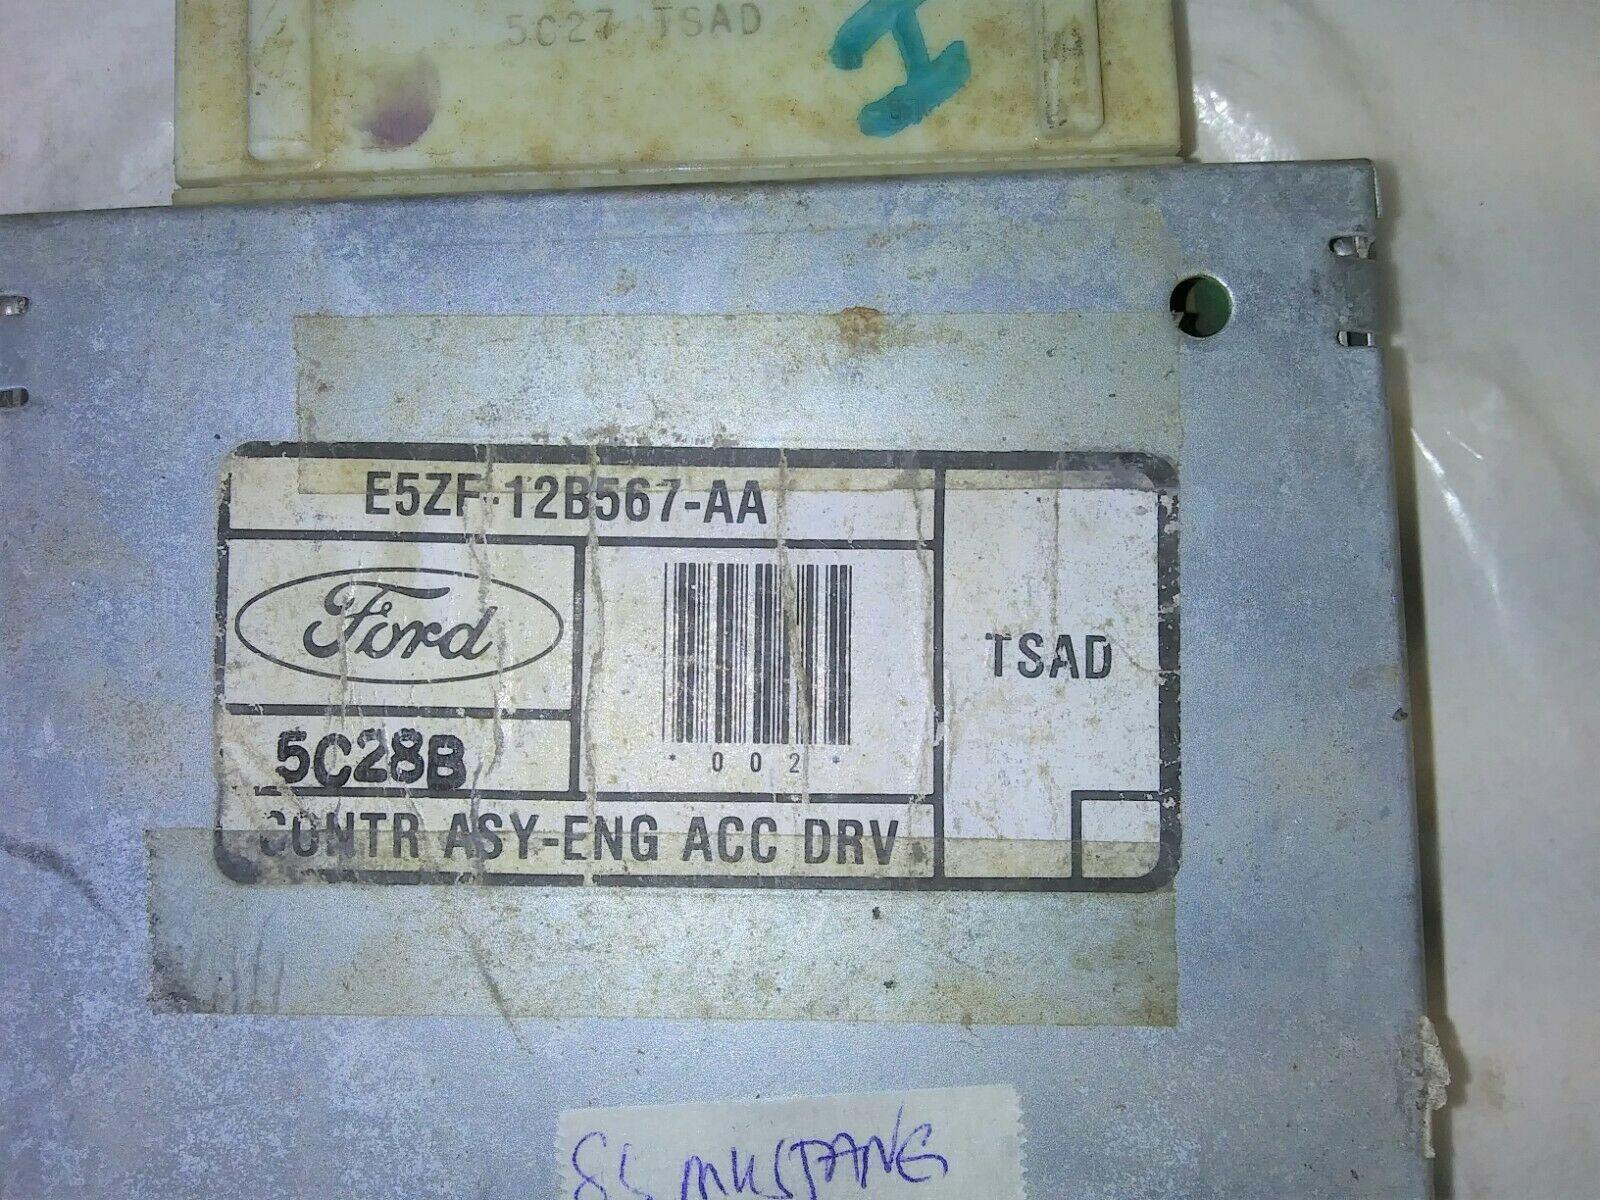 5C27 TSAD
I
E5ZF-12B567-AA
Ford
TSAD
5C28B
* 002 *
CONTR ASY-ENG ACC DRV
85 MUSTANG